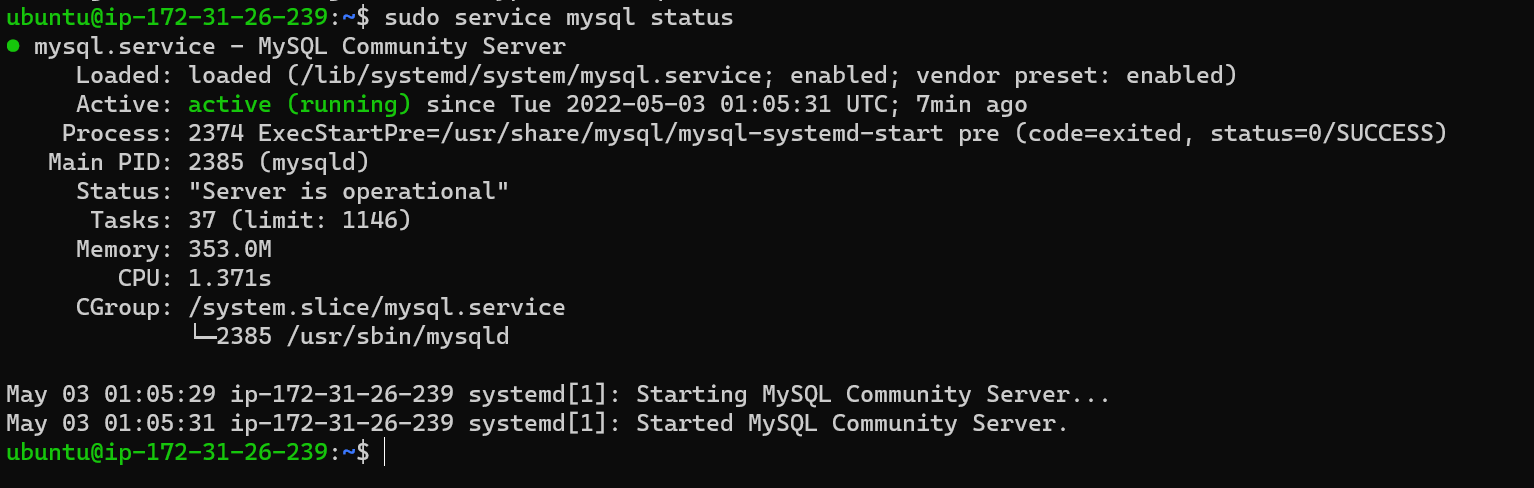 ubuntu@ip-172-31-26-239:~$ sudo service mysql status
● mysql.service - MySQL Community Server
     Loaded: loaded (/lib/systemd/system/mysql.service; enabled; vendor preset: enabled)
     Active: active (running) since Tue 2022-05-03 01:05:31 UTC; 7min ago
    Process: 2374 ExecStartPre=/usr/share/mysql/mysql-systemd-start pre (code=exited, status=0/SUCCESS)
   Main PID: 2385 (mysqld)
     Status: "Server is operational"
      Tasks: 37 (limit: 1146)
     Memory: 353.0M
        CPU: 1.371s
     CGroup: /system.slice/mysql.service
             └─2385 /usr/sbin/mysqld

May 03 01:05:29 ip-172-31-26-239 systemd[1]: Starting MySQL Community Server...
May 03 01:05:31 ip-172-31-26-239 systemd[1]: Started MySQL Community Server.
ubuntu@ip-172-31-26-239:~$